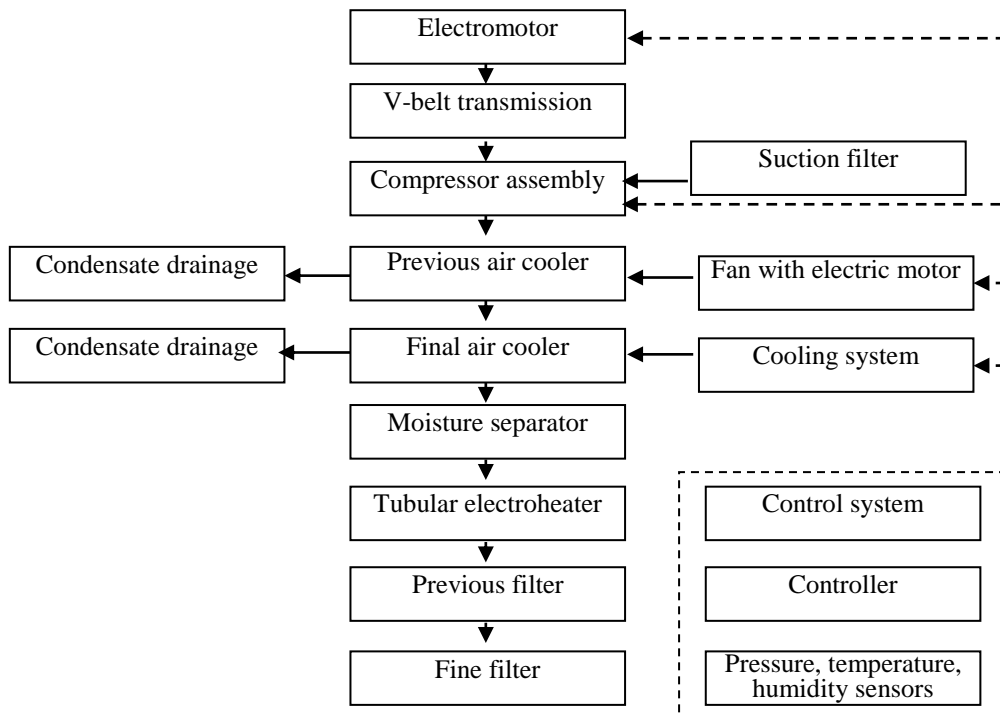 Electromotor
V-belt transmission
Suction filter
Compressor assembly
Condensate drainage
Previous air cooler
Fan with electric motor
Condensate drainage
Final air cooler
Cooling system
Moisture separator
Tubular electroheater
Control system
Previous filter
Controller
Fine filter
Pressure, temperature,
humidity sensors